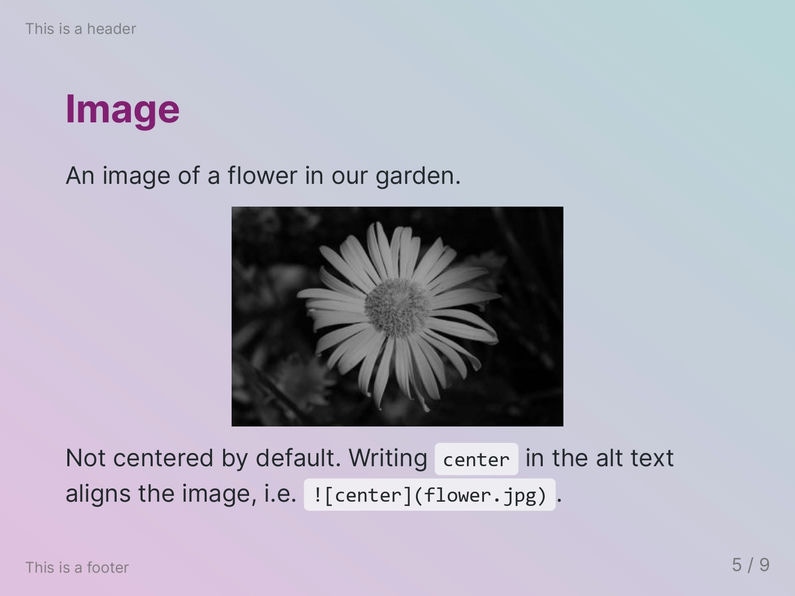 This is a header
Image
An image of a flower in our garden.
Not centered by default. Writing center in the alt text
aligns the image, i.e. ![center](flower.jpg).
This is a footer
5 / 9